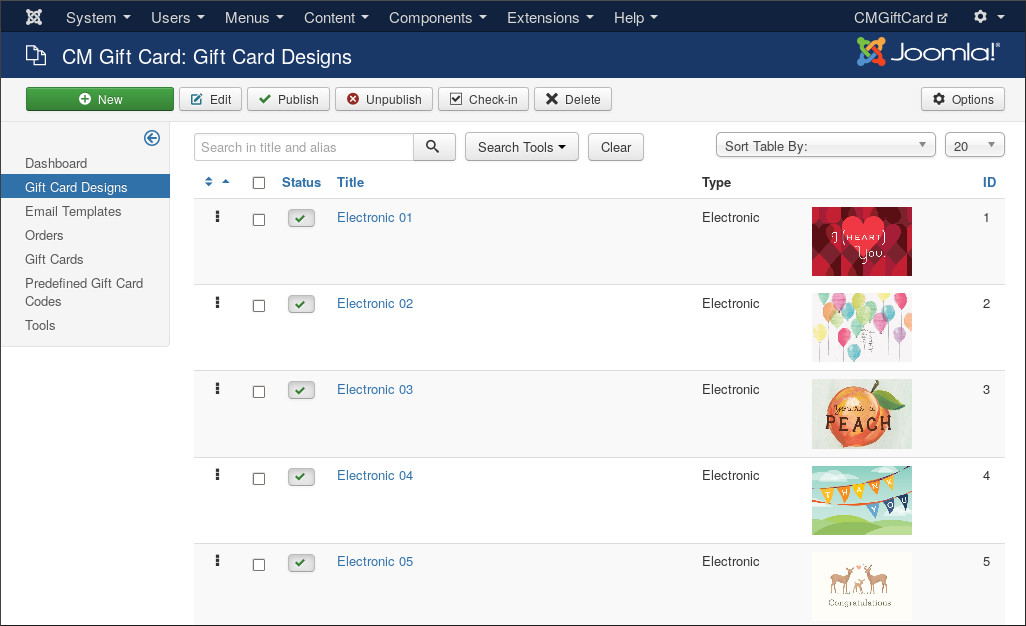 System Users Menus Content Components Extensions Help CMGiftCard
CM Gift Card: Gift Card Designs Joomla!®
New Edit Publish Unpublish Check-in Delete Options
Dashboard
Gift Card Designs
Email Templates
Orders
Gift Cards
Predefined Gift Card
Codes
Tools
Search in title and alias Search Tools Clear Sort Table By: 20
Status Title Type ID
Electronic 01 Electronic 1
I (HEART)
You.
Electronic 02 Electronic 2
Electronic 03 Electronic 3
You're a
PEACH
Electronic 04 Electronic 4
THANK
YOU
Electronic 05 Electronic 5
Congratulations